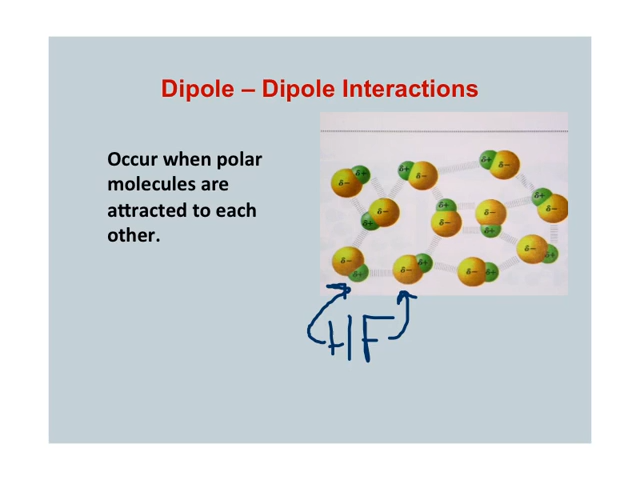 Dipole – Dipole Interactions
Occur when polar
molecules are
attracted to each
other.
δ+ δ− δ+ δ− δ+ δ−
δ+ δ− δ+ δ− δ− δ+ δ+ δ−
δ− δ+ δ− δ+ δ− δ+ δ− δ+
HF